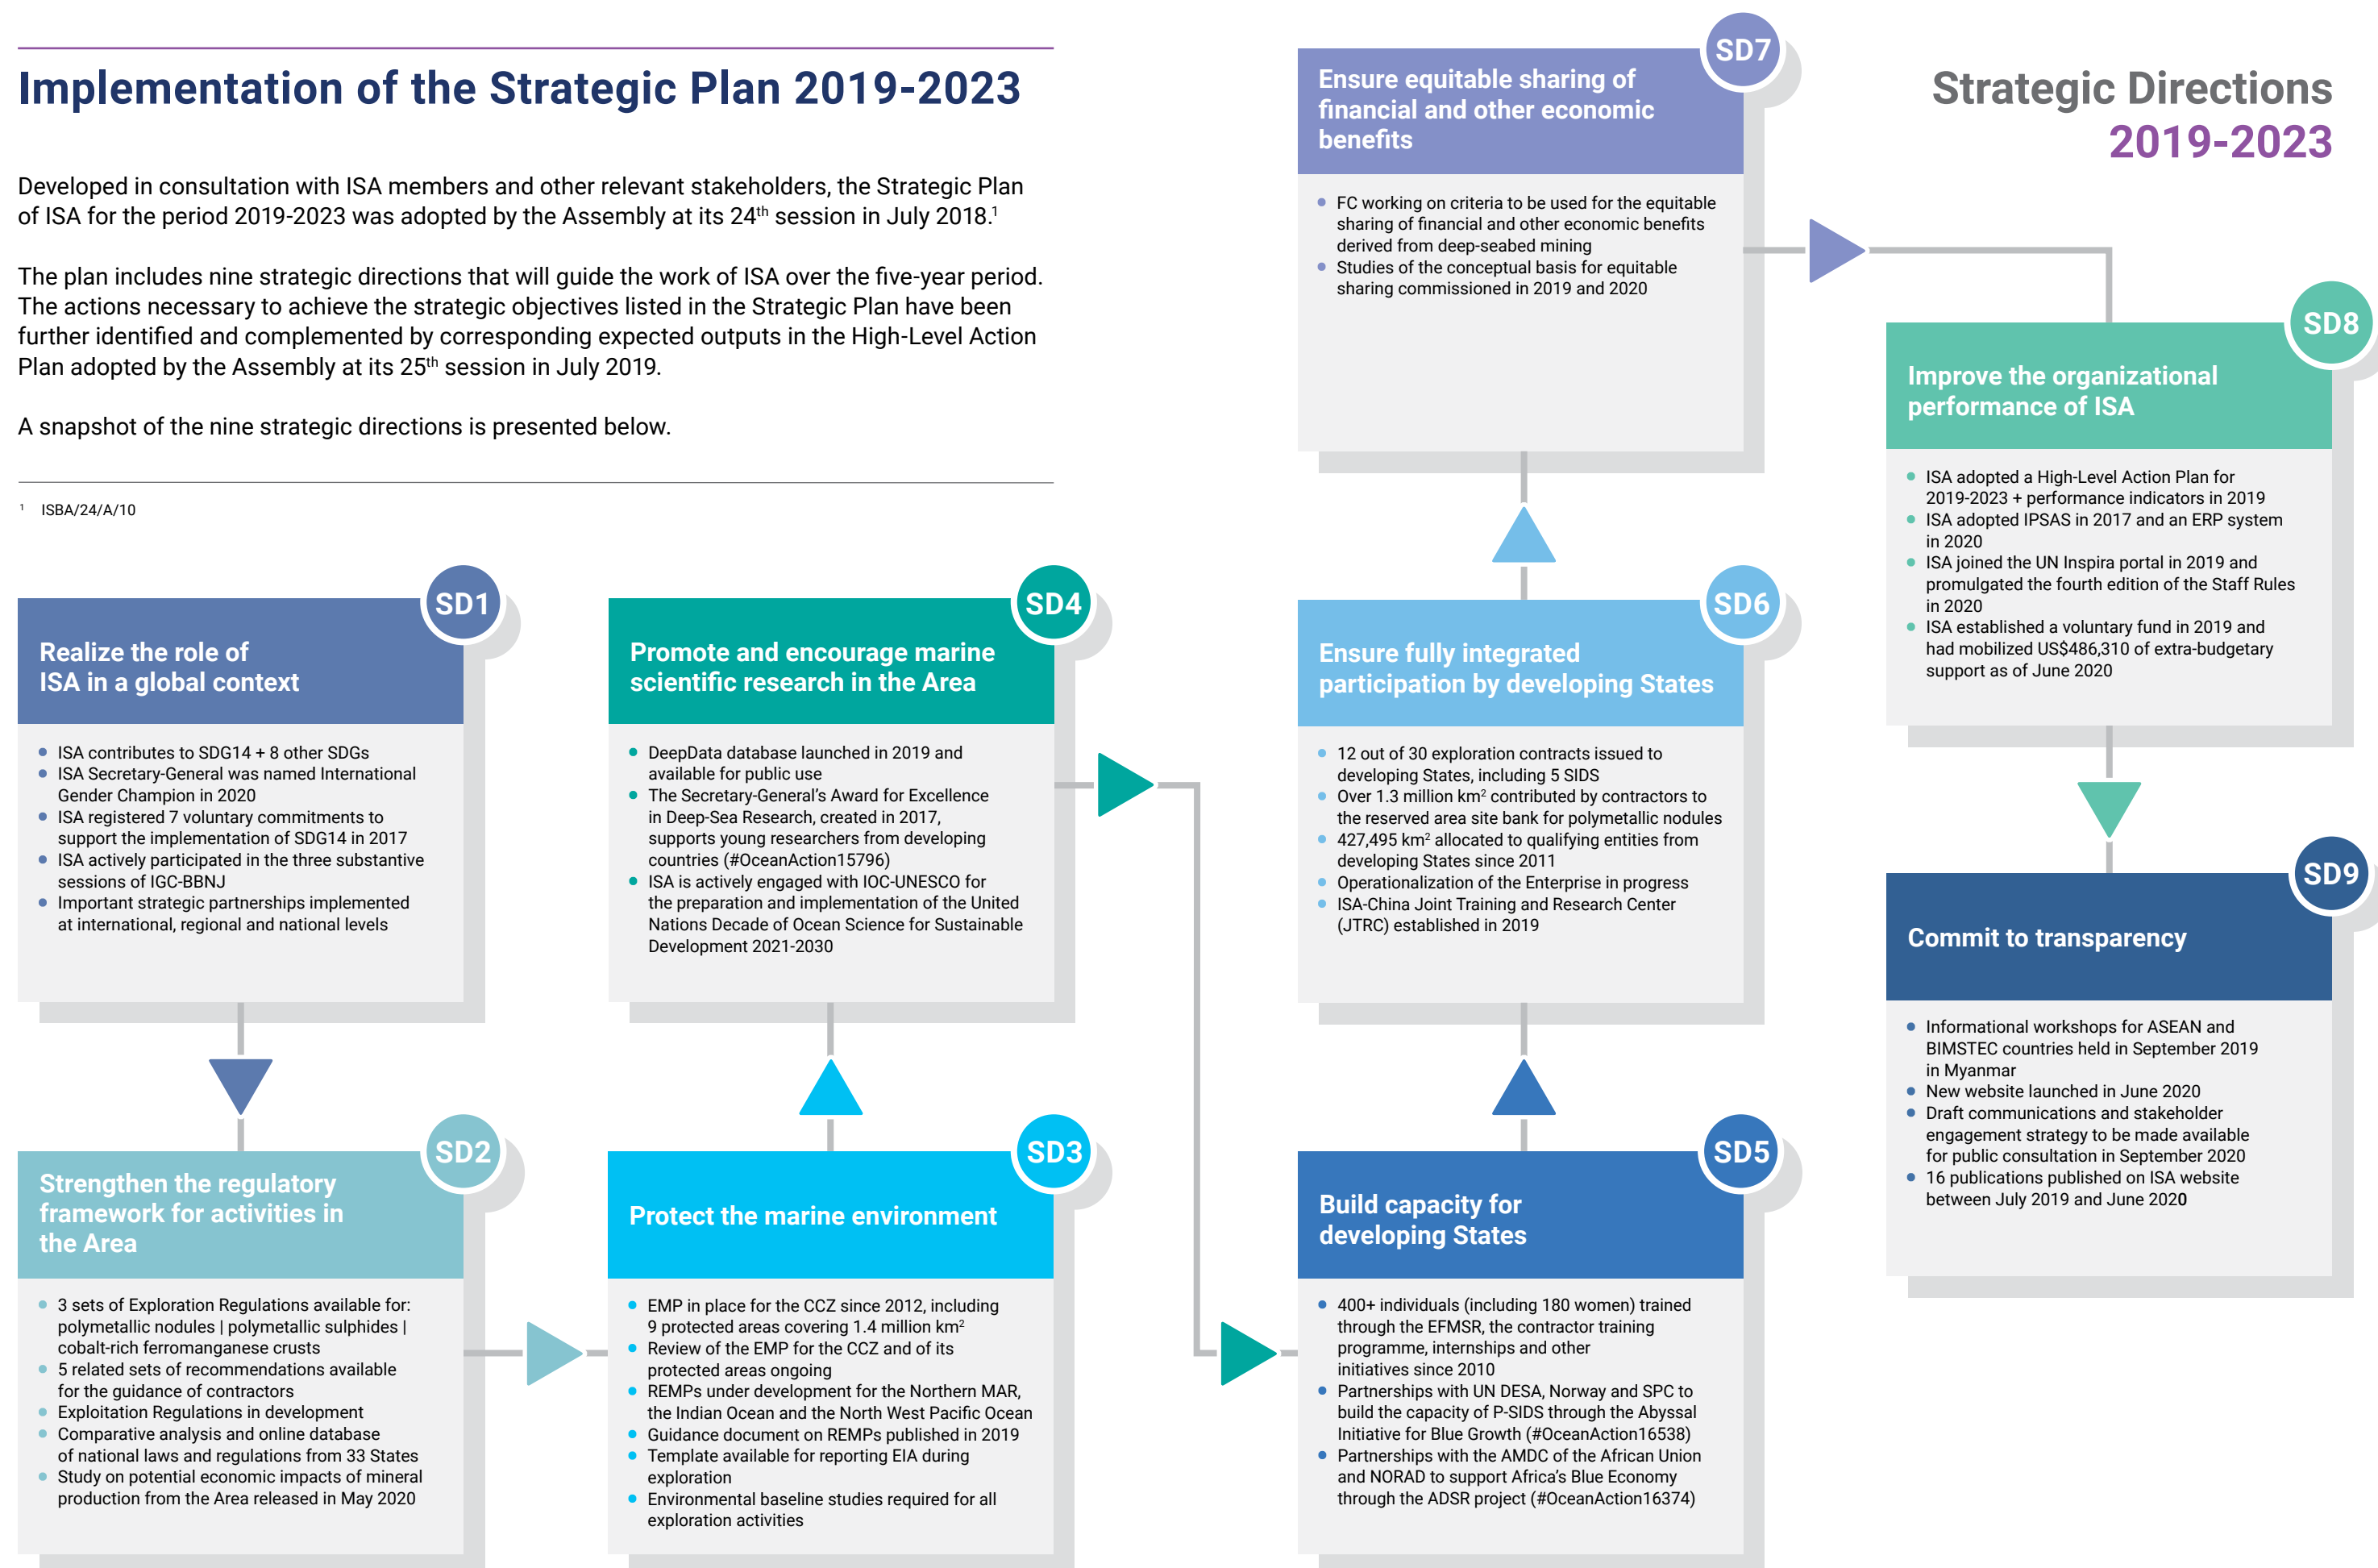 Implementation of the Strategic Plan 2019-2023
Developed in consultation with ISA members and other relevant stakeholders, the Strategic Plan
of ISA for the period 2019-2023 was adopted by the Assembly at its 24th session in July 2018.¹
The plan includes nine strategic directions that will guide the work of ISA over the five-year period.
The actions necessary to achieve the strategic objectives listed in the Strategic Plan have been
further identified and complemented by corresponding expected outputs in the High-Level Action
Plan adopted by the Assembly at its 25th session in July 2019.
A snapshot of the nine strategic directions is presented below.
¹ ISBA/24/A/10
Strategic Directions
2019-2023
SD1
Realize the role of
ISA in a global context
• ISA contributes to SDG14 + 8 other SDGs
• ISA Secretary-General was named International
Gender Champion in 2020
• ISA registered 7 voluntary commitments to
support the implementation of SDG14 in 2017
• ISA actively participated in the three substantive
sessions of IGC-BBNJ
• Important strategic partnerships implemented
at international, regional and national levels
SD2
Strengthen the regulatory
framework for activities in
the Area
• 3 sets of Exploration Regulations available for:
polymetallic nodules | polymetallic sulphides |
cobalt-rich ferromanganese crusts
• 5 related sets of recommendations available
for the guidance of contractors
• Exploitation Regulations in development
• Comparative analysis and online database
of national laws and regulations from 33 States
• Study on potential economic impacts of mineral
production from the Area released in May 2020
SD3
Protect the marine environment
• EMP in place for the CCZ since 2012, including
9 protected areas covering 1.4 million km²
• Review of the EMP for the CCZ and of its
protected areas ongoing
• REMPs under development for the Northern MAR,
the Indian Ocean and the North West Pacific Ocean
• Guidance document on REMPs published in 2019
• Template available for reporting EIA during
exploration
• Environmental baseline studies required for all
exploration activities
SD4
Promote and encourage marine
scientific research in the Area
• DeepData database launched in 2019 and
available for public use
• The Secretary-General’s Award for Excellence
in Deep-Sea Research, created in 2017,
supports young researchers from developing
countries (#OceanAction15796)
• ISA is actively engaged with IOC-UNESCO for
the preparation and implementation of the United
Nations Decade of Ocean Science for Sustainable
Development 2021-2030
SD5
Build capacity for
developing States
• 400+ individuals (including 180 women) trained
through the EFMSR, the contractor training
programme, internships and other
initiatives since 2010
• Partnerships with UN DESA, Norway and SPC to
build the capacity of P-SIDS through the Abyssal
Initiative for Blue Growth (#OceanAction16538)
• Partnerships with the AMDC of the African Union
and NORAD to support Africa’s Blue Economy
through the ADSR project (#OceanAction16374)
SD6
Ensure fully integrated
participation by developing States
• 12 out of 30 exploration contracts issued to
developing States, including 5 SIDS
• Over 1.3 million km² contributed by contractors to
the reserved area site bank for polymetallic nodules
• 427,495 km² allocated to qualifying entities from
developing States since 2011
• Operationalization of the Enterprise in progress
• ISA-China Joint Training and Research Center
(JTRC) established in 2019
SD7
Ensure equitable sharing of
financial and other economic
benefits
• FC working on criteria to be used for the equitable
sharing of financial and other economic benefits
derived from deep-seabed mining
• Studies of the conceptual basis for equitable
sharing commissioned in 2019 and 2020
SD8
Improve the organizational
performance of ISA
• ISA adopted a High-Level Action Plan for
2019-2023 + performance indicators in 2019
• ISA adopted IPSAS in 2017 and an ERP system
in 2020
• ISA joined the UN Inspira portal in 2019 and
promulgated the fourth edition of the Staff Rules
in 2020
• ISA established a voluntary fund in 2019 and
had mobilized US$486,310 of extra-budgetary
support as of June 2020
SD9
Commit to transparency
• Informational workshops for ASEAN and
BIMSTEC countries held in September 2019
in Myanmar
• New website launched in June 2020
• Draft communications and stakeholder
engagement strategy to be made available
for public consultation in September 2020
• 16 publications published on ISA website
between July 2019 and June 2020